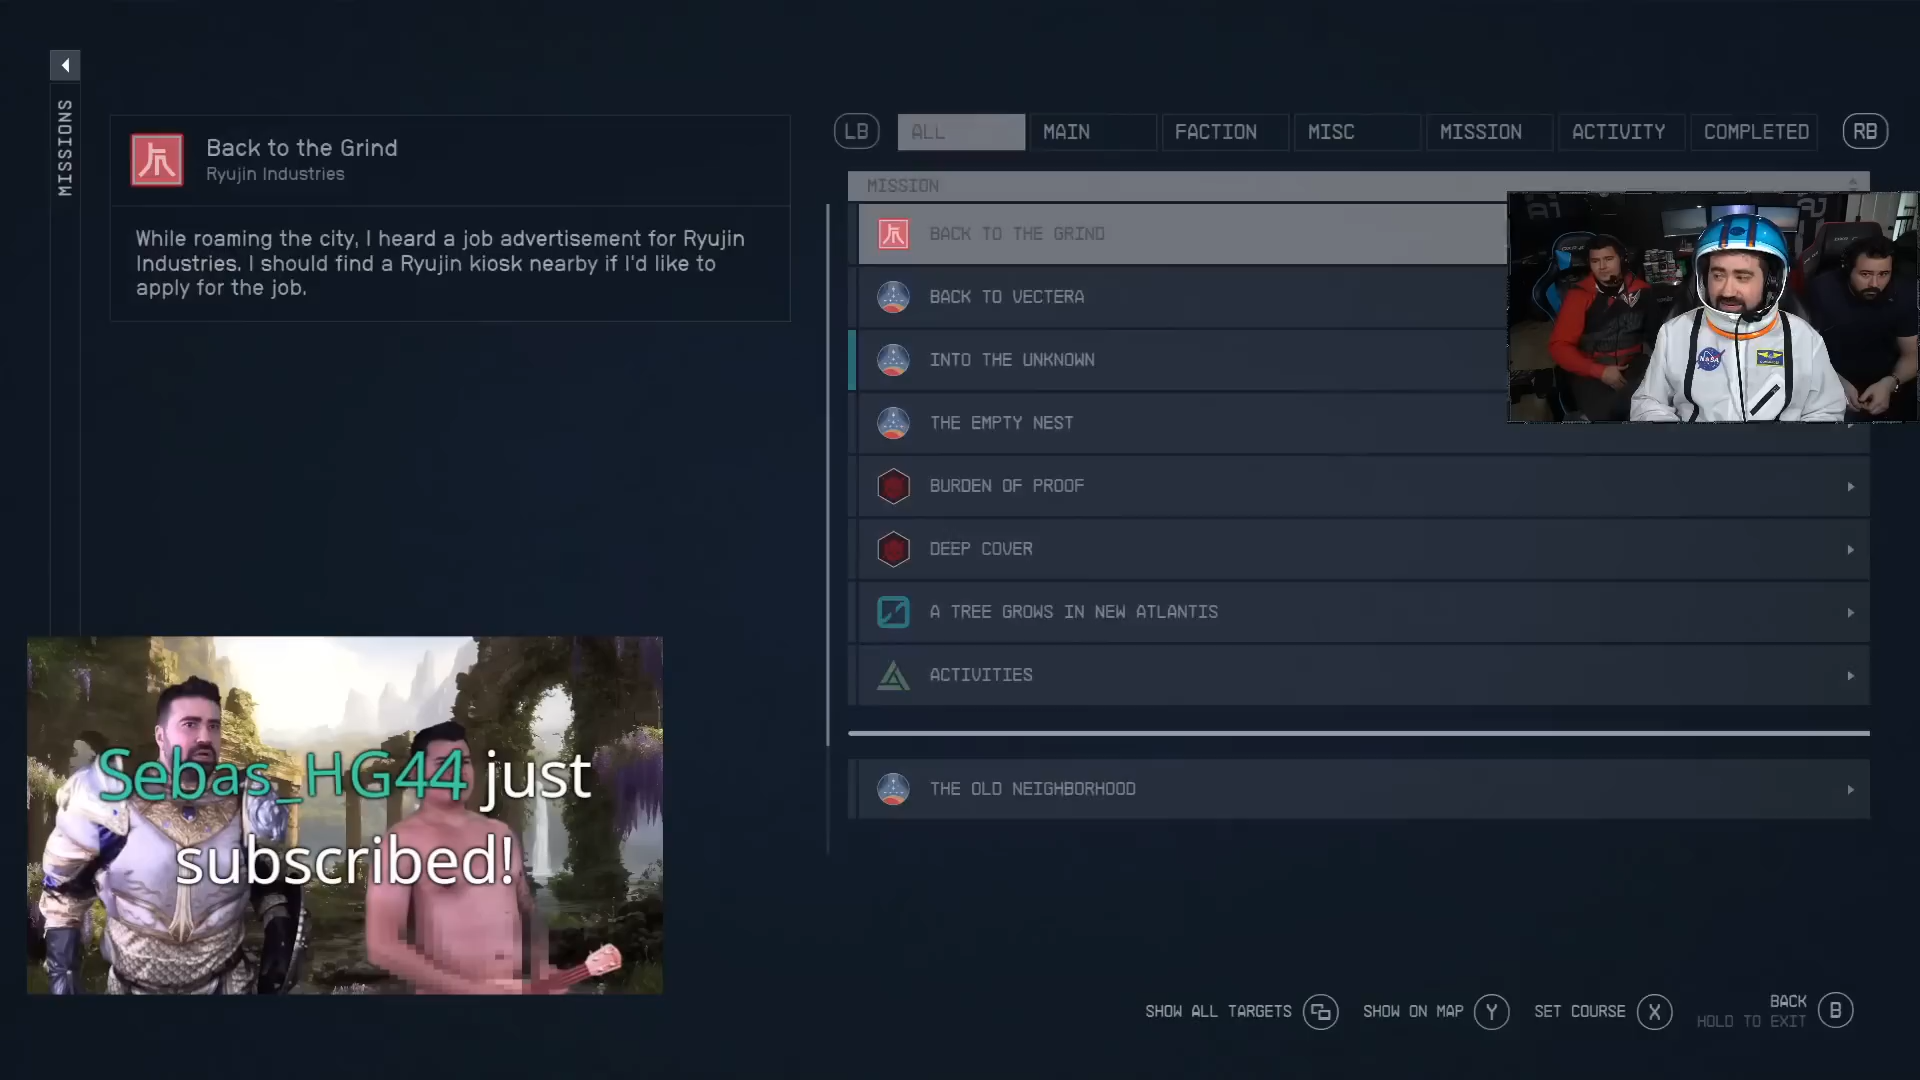 MISSIONS
Back to the Grind
Ryujin Industries
While roaming the city, I heard a job advertisement for Ryujin
Industries. I should find a Ryujin kiosk nearby if I'd like to
apply for the job.
LB
ALL
MAIN
FACTION
MISC
MISSION
ACTIVITY
COMPLETED
RB
MISSION
BACK TO THE GRIND
BACK TO VECTERA
INTO THE UNKNOWN
THE EMPTY NEST
BURDEN OF PROOF
DEEP COVER
A TREE GROWS IN NEW ATLANTIS
ACTIVITIES
THE OLD NEIGHBORHOOD
NASA
Sebas_HG44 just
subscribed!
SHOW ALL TARGETS
SHOW ON MAP Y
SET COURSE X
BACK B
HOLD TO EXIT